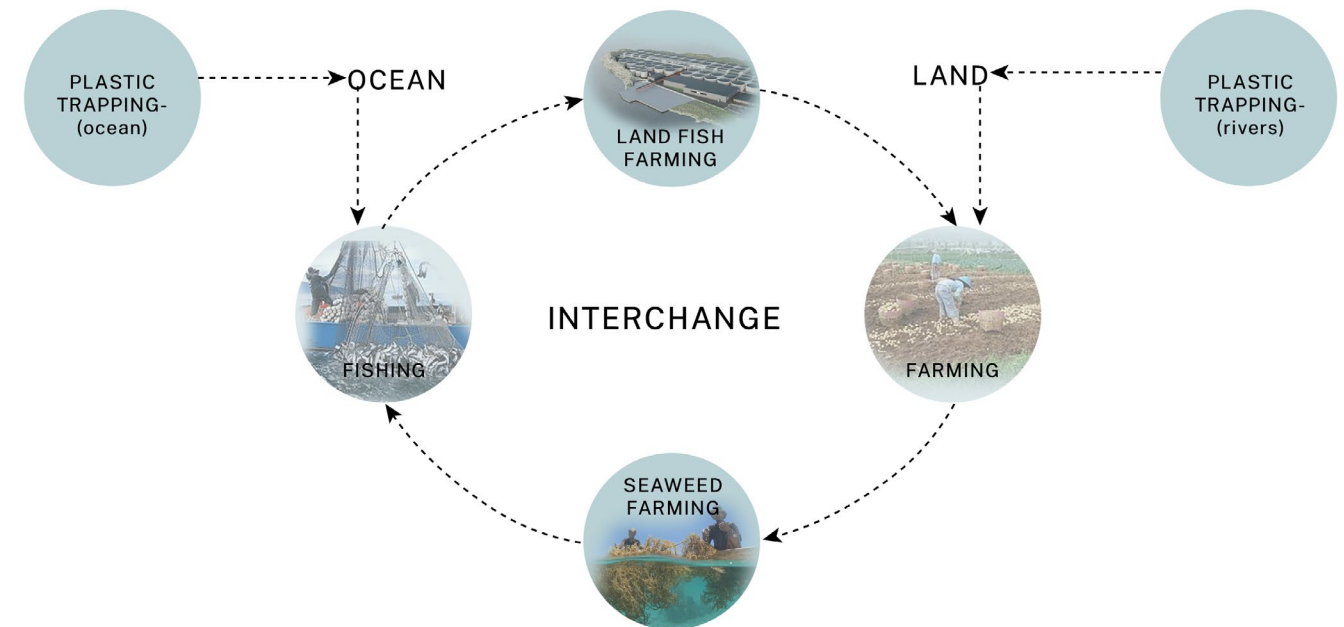 PLASTIC
TRAPPING-
(ocean)
OCEAN
LAND FISH
FARMING
LAND
PLASTIC
TRAPPING-
(rivers)
FISHING
INTERCHANGE
FARMING
SEAWEED
FARMING